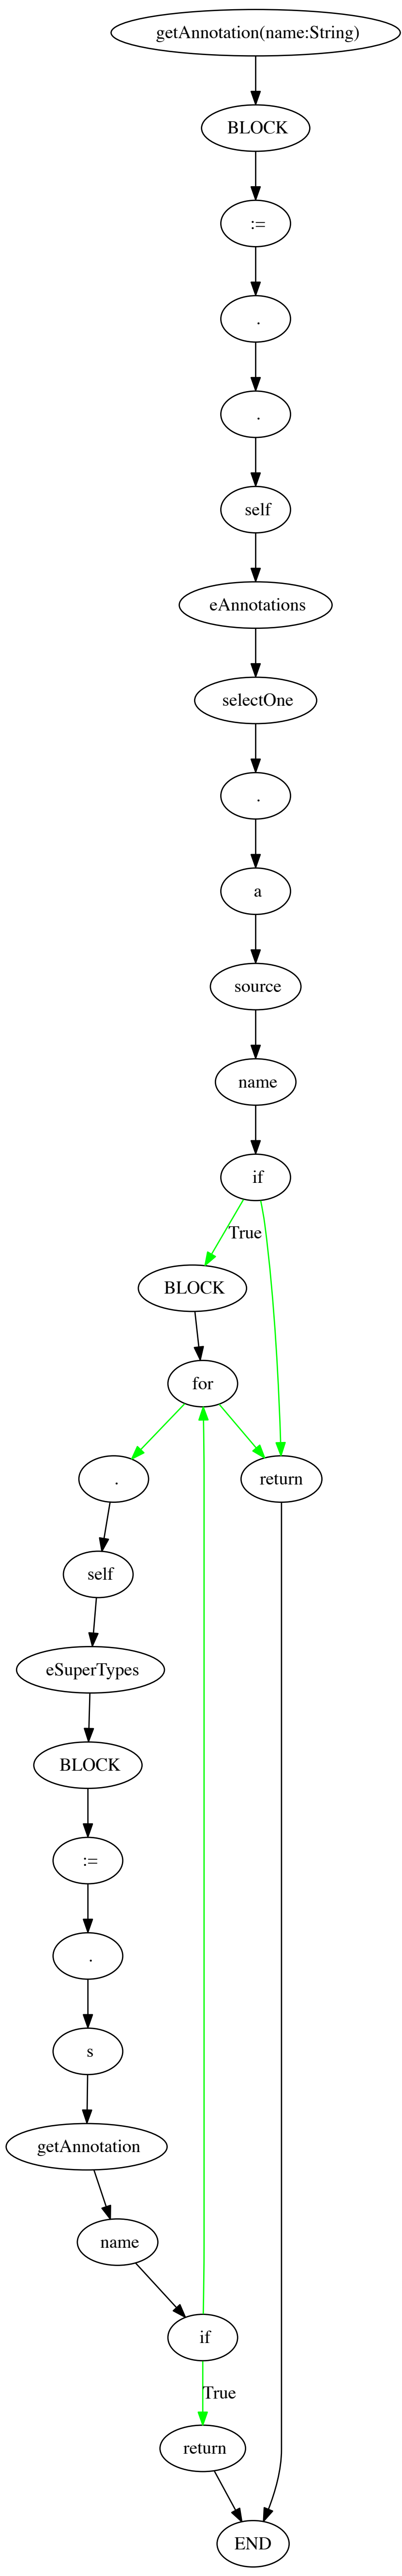 getAnnotation(name:String)
BLOCK
:=
.
.
self
eAnnotations
selectOne
.
a
source
name
if
True
BLOCK
for
.
return
self
eSuperTypes
BLOCK
:=
.
s
getAnnotation
name
if
True
return
END